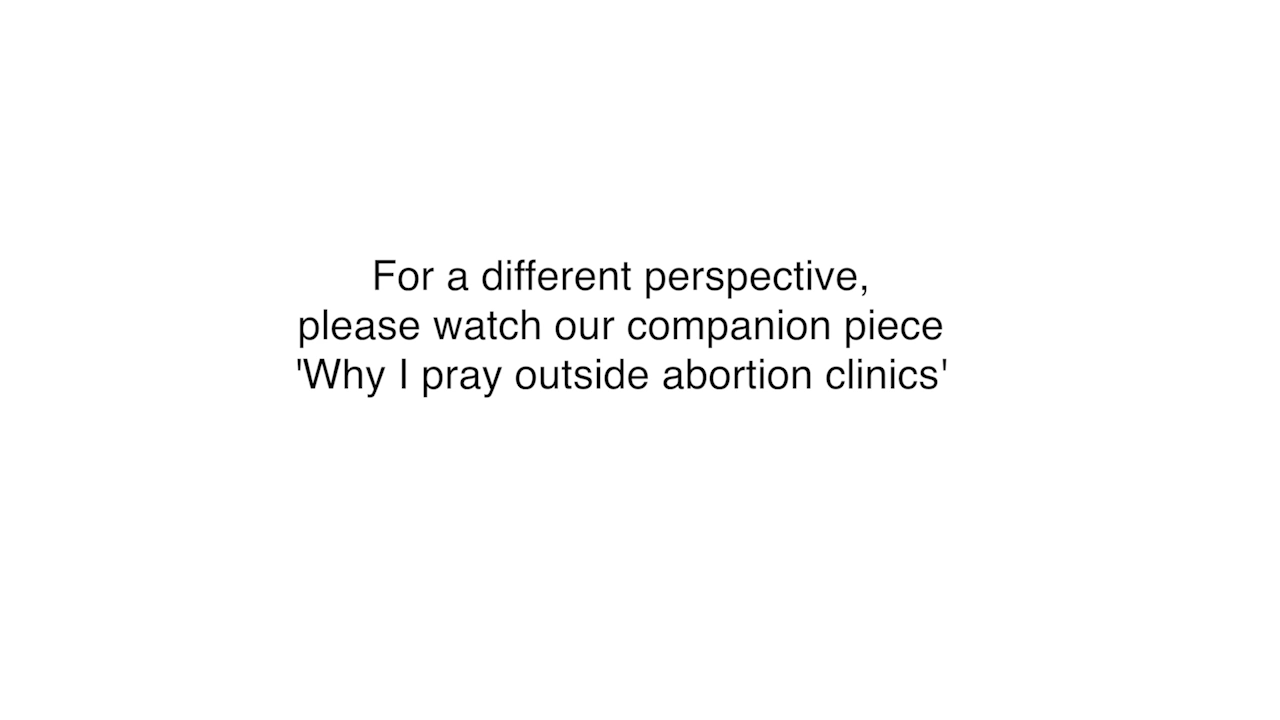 For a different perspective,
please watch our companion piece
'Why I pray outside abortion clinics'